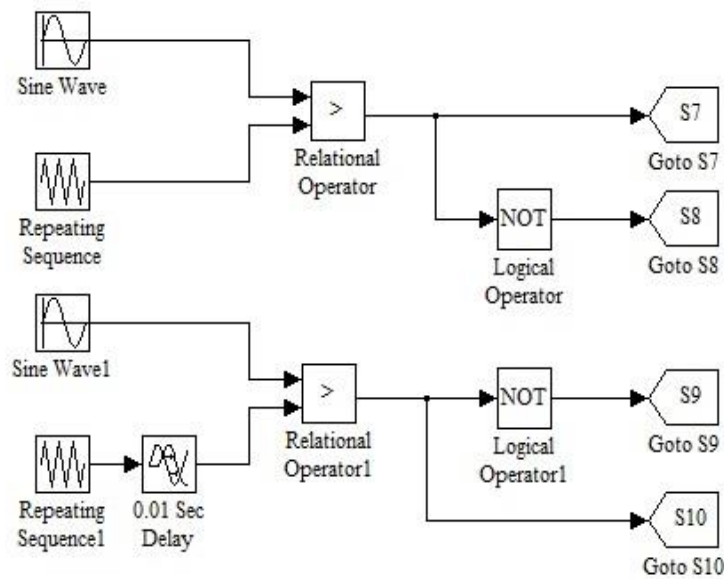 Sine Wave
>
Relational
Operator
S7
Goto S7
Repeating
Sequence
NOT
Logical
Operator
S8
Goto S8
Sine Wave1
>
Relational
Operator1
NOT
Logical
Operator1
S9
Goto S9
Repeating
Sequence1
0.01 Sec
Delay
S10
Goto S10